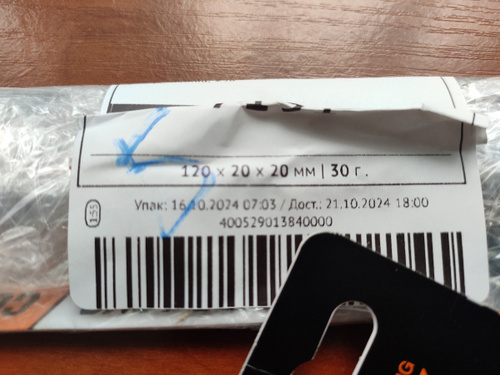 120 x 20 x 20 мм | 30 г.
155
Упак: 16.10.2024 07:03 / Дост.: 21.10.2024 18:00
400529013840000